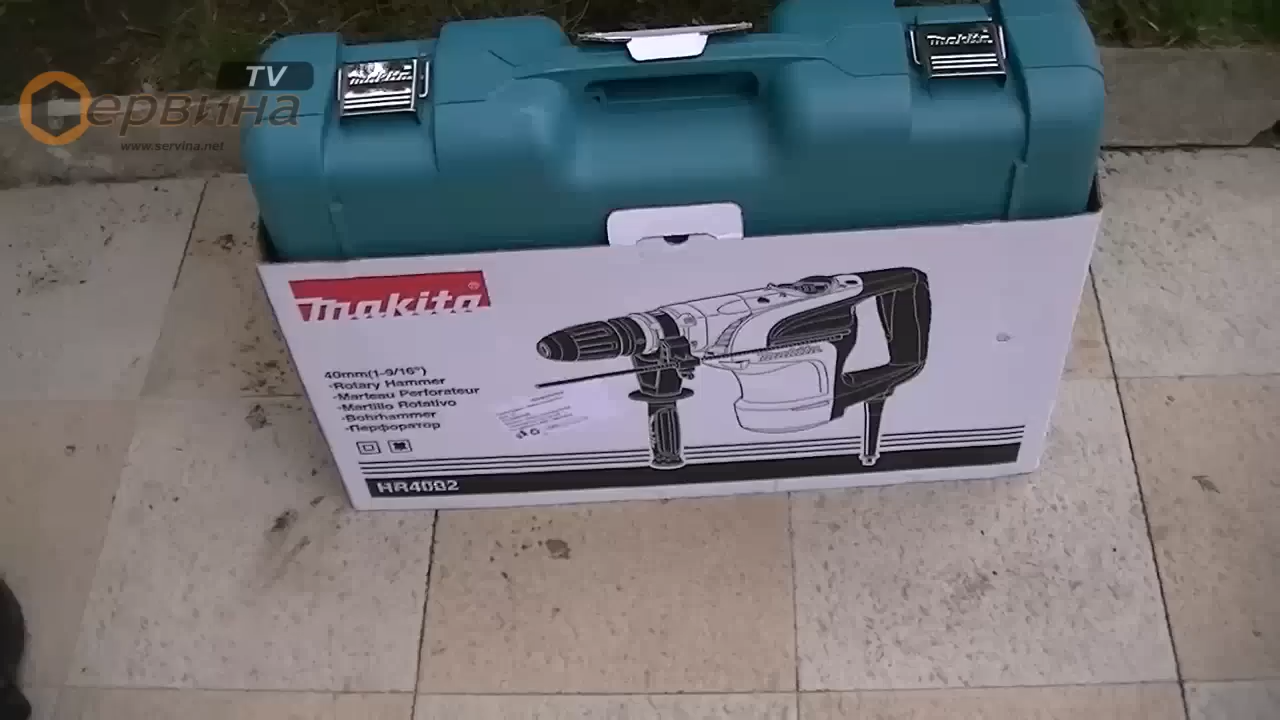 TV
Сервина
www.servina.net
makita
makita
makita®
40mm(1-9/16")
·Rotary Hammer
·Marteau Perforateur
·Martillo Rotativo
·Bohrhammer
·Перфоратор
HR4002